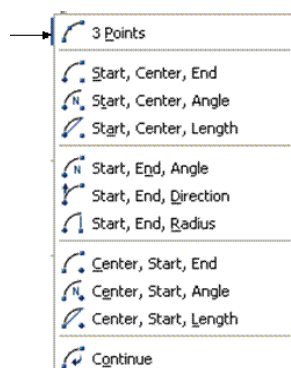 3 Points
Start, Center, End
Start, Center, Angle
Start, Center, Length
Start, End, Angle
Start, End, Direction
Start, End, Radius
Center, Start, End
Center, Start, Angle
Center, Start, Length
Continue